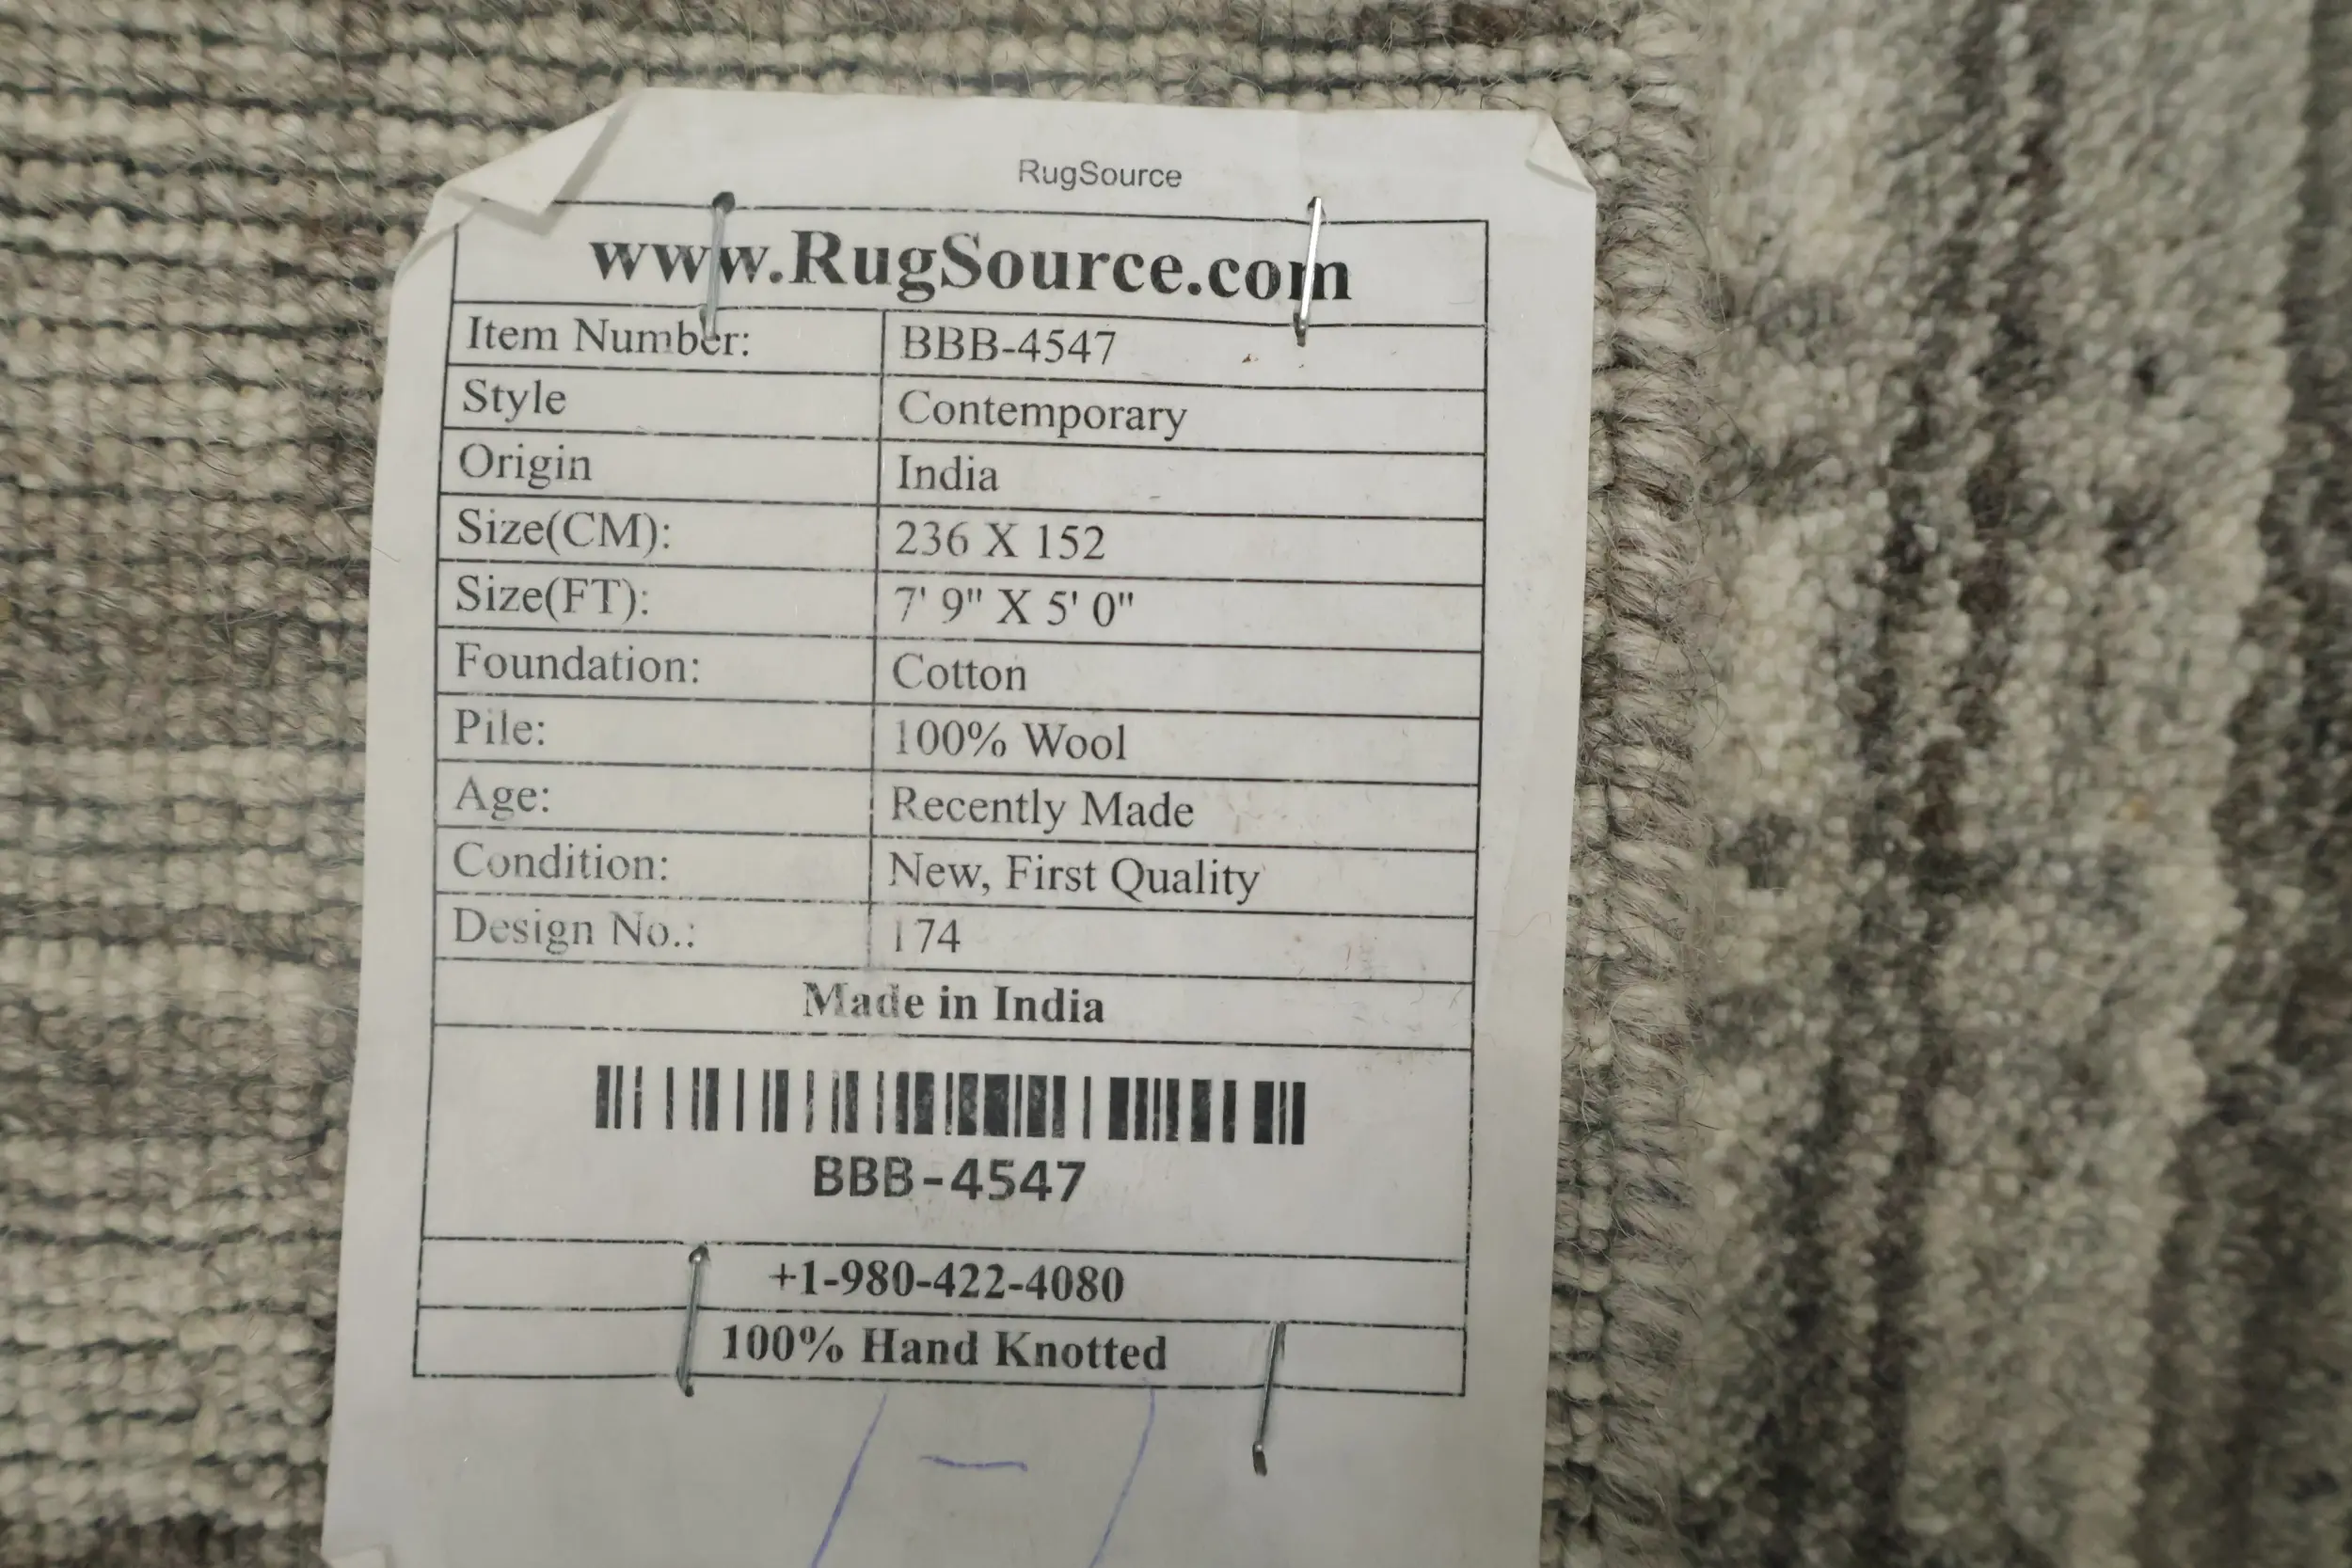 RugSource
www.RugSource.com
Item Number: BBB-4547
Style Contemporary
Origin India
Size(CM): 236 X 152
Size(FT): 7' 9" X 5' 0"
Foundation: Cotton
Pile: 100% Wool
Age: Recently Made
Condition: New, First Quality
Design No.: 174
Made in India
BBB-4547
+1-980-422-4080
100% Hand Knotted